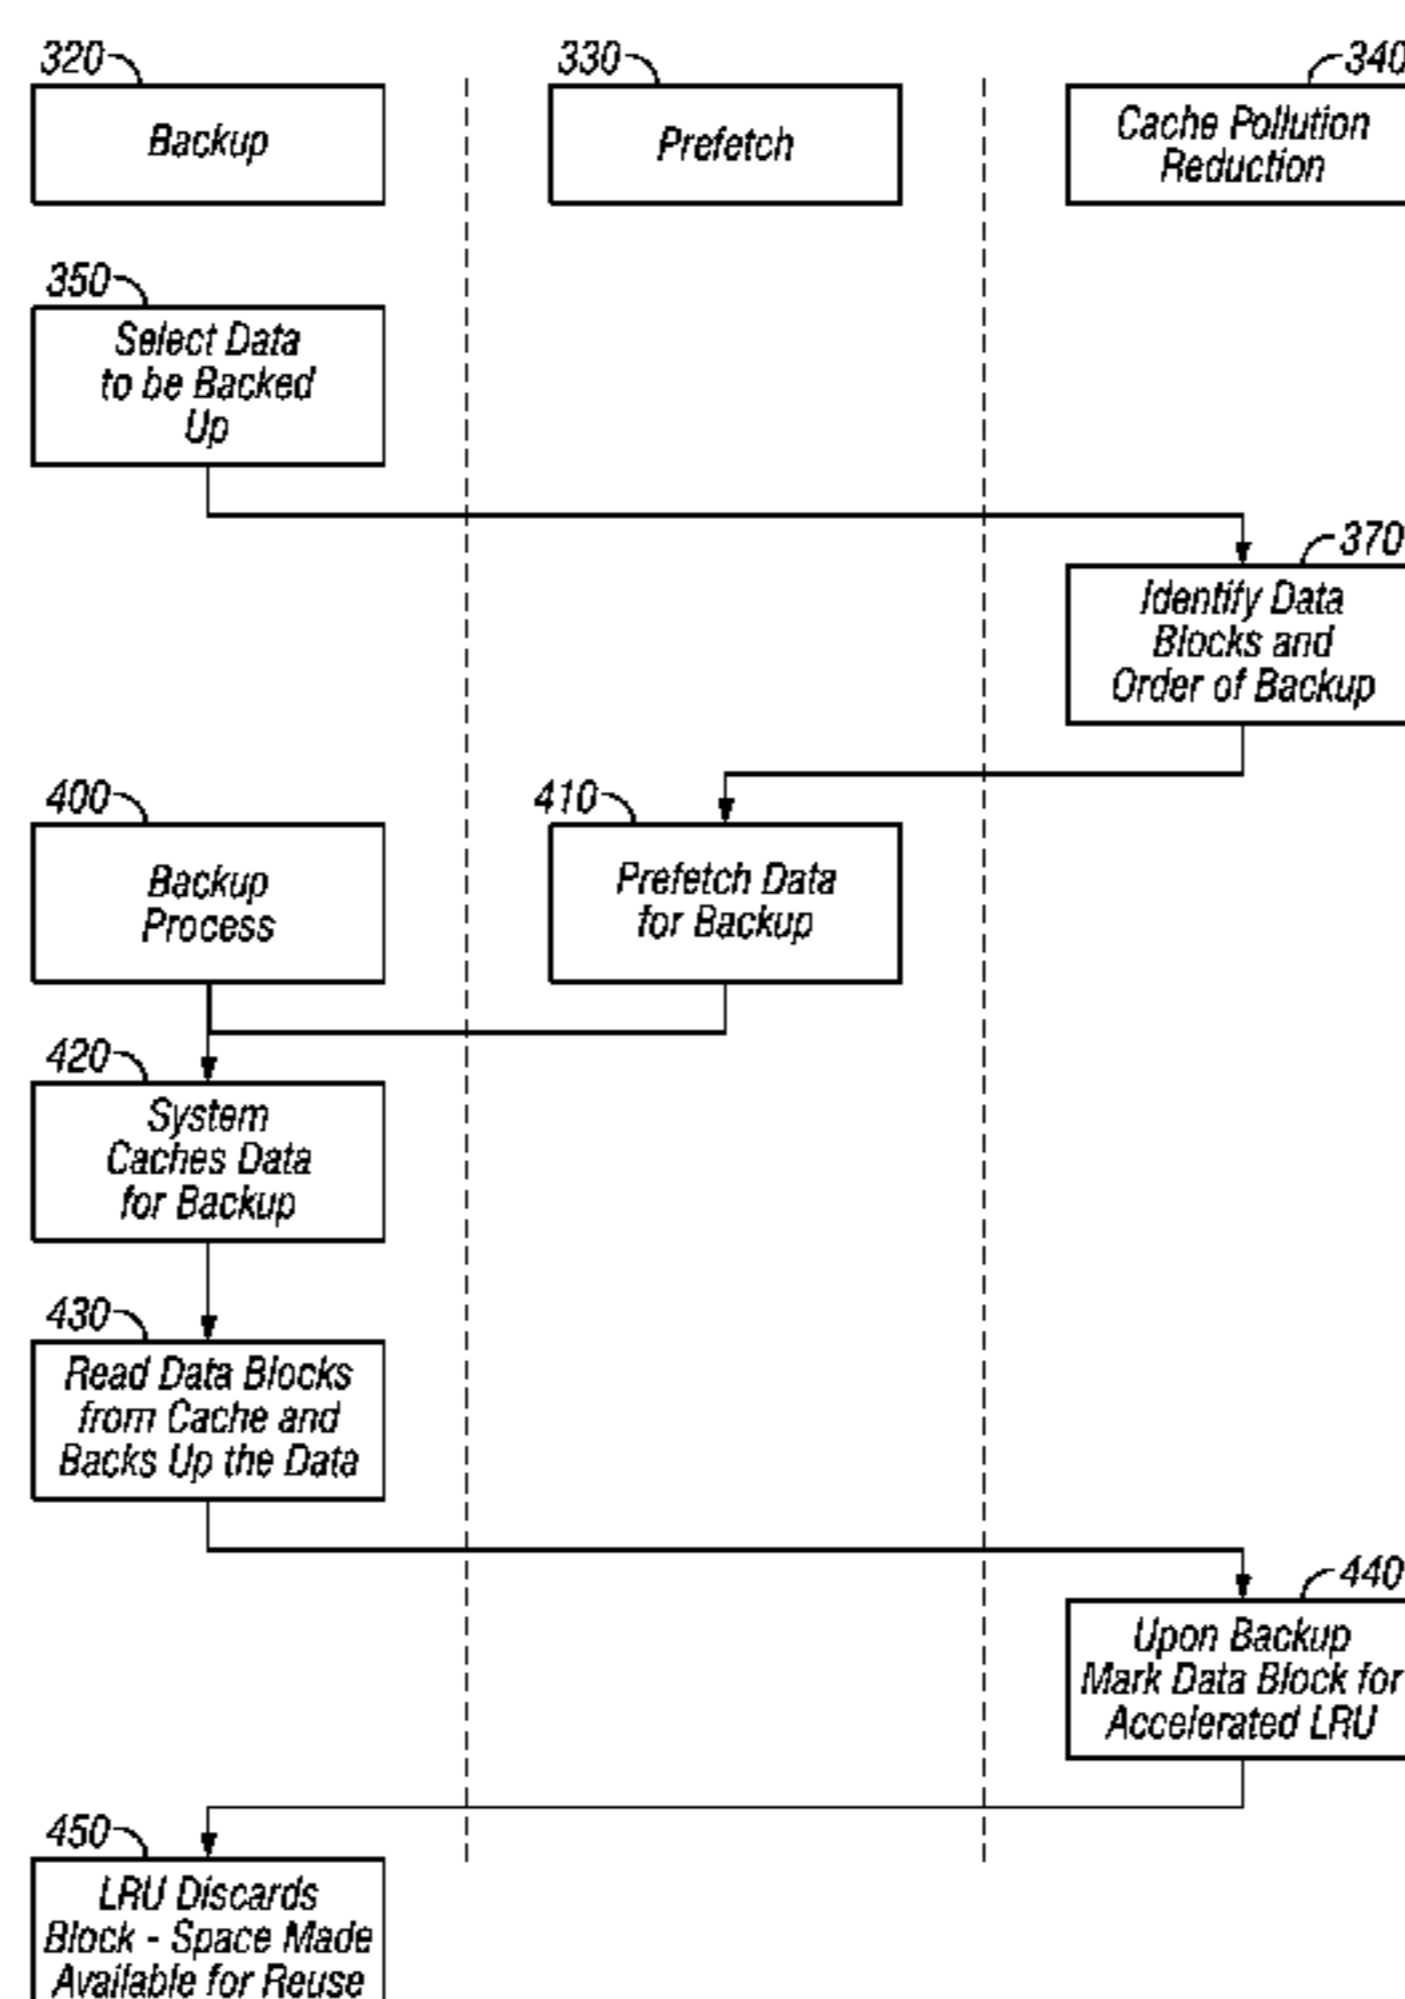 320
330
340
Backup
Prefetch
Cache Pollution
Reduction
350
Select Data
to be Backed
Up
370
Identify Data
Blocks and
Order of Backup
400
410
Backup
Process
Prefetch Data
for Backup
420
System
Caches Data
for Backup
430
Read Data Blocks
from Cache and
Backs Up the Data
440
Upon Backup
Mark Data Block for
Accelerated LRU
450
LRU Discards
Block - Space Made
Available for Reuse